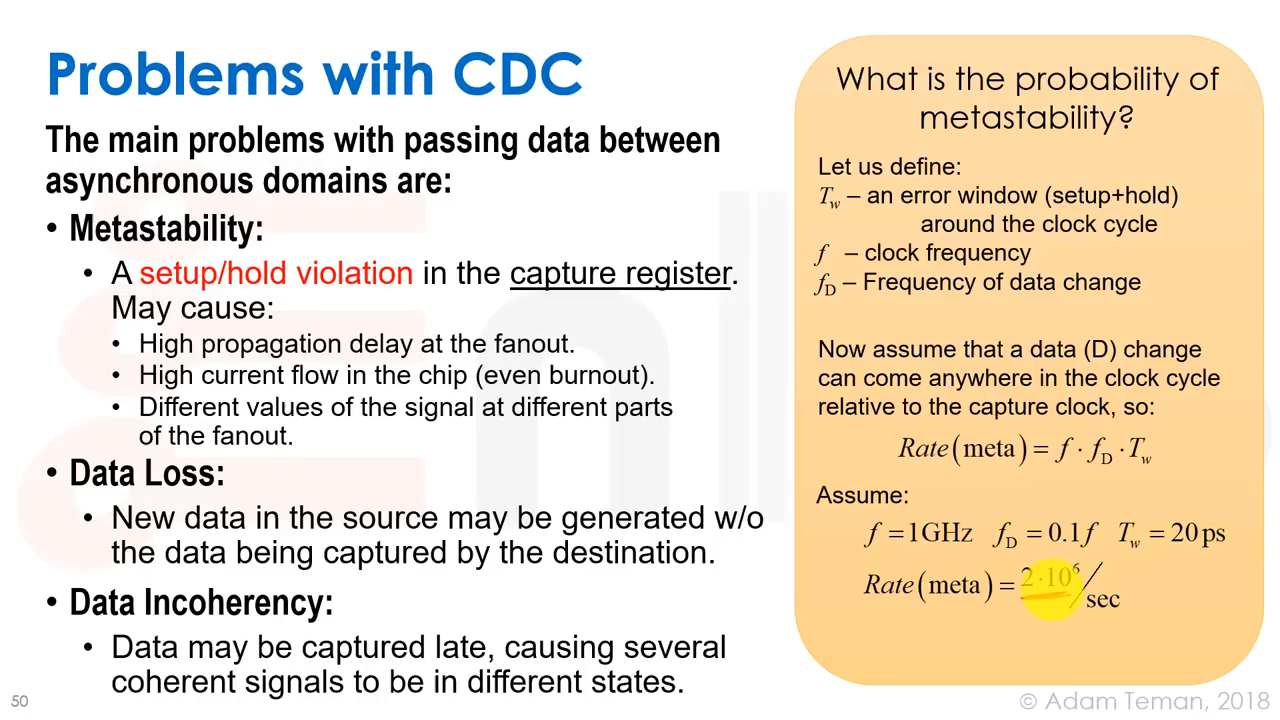 Problems with CDC
The main problems with passing data between
asynchronous domains are:
• Metastability:
• A setup/hold violation in the capture register.
May cause:
• High propagation delay at the fanout.
• High current flow in the chip (even burnout).
• Different values of the signal at different parts
of the fanout.
• Data Loss:
• New data in the source may be generated w/o
the data being captured by the destination.
• Data Incoherency:
• Data may be captured late, causing several
coherent signals to be in different states.
What is the probability of
metastability?
Let us define:
T_w – an error window (setup+hold)
around the clock cycle
f – clock frequency
f_D – Frequency of data change
Now assume that a data (D) change
can come anywhere in the clock cycle
relative to the capture clock, so:
Rate(meta) = f · f_D · T_w
Assume:
f = 1GHz f_D = 0.1f T_w = 20ps
Rate(meta) = 2·10⁶/sec
50
© Adam Teman, 2018